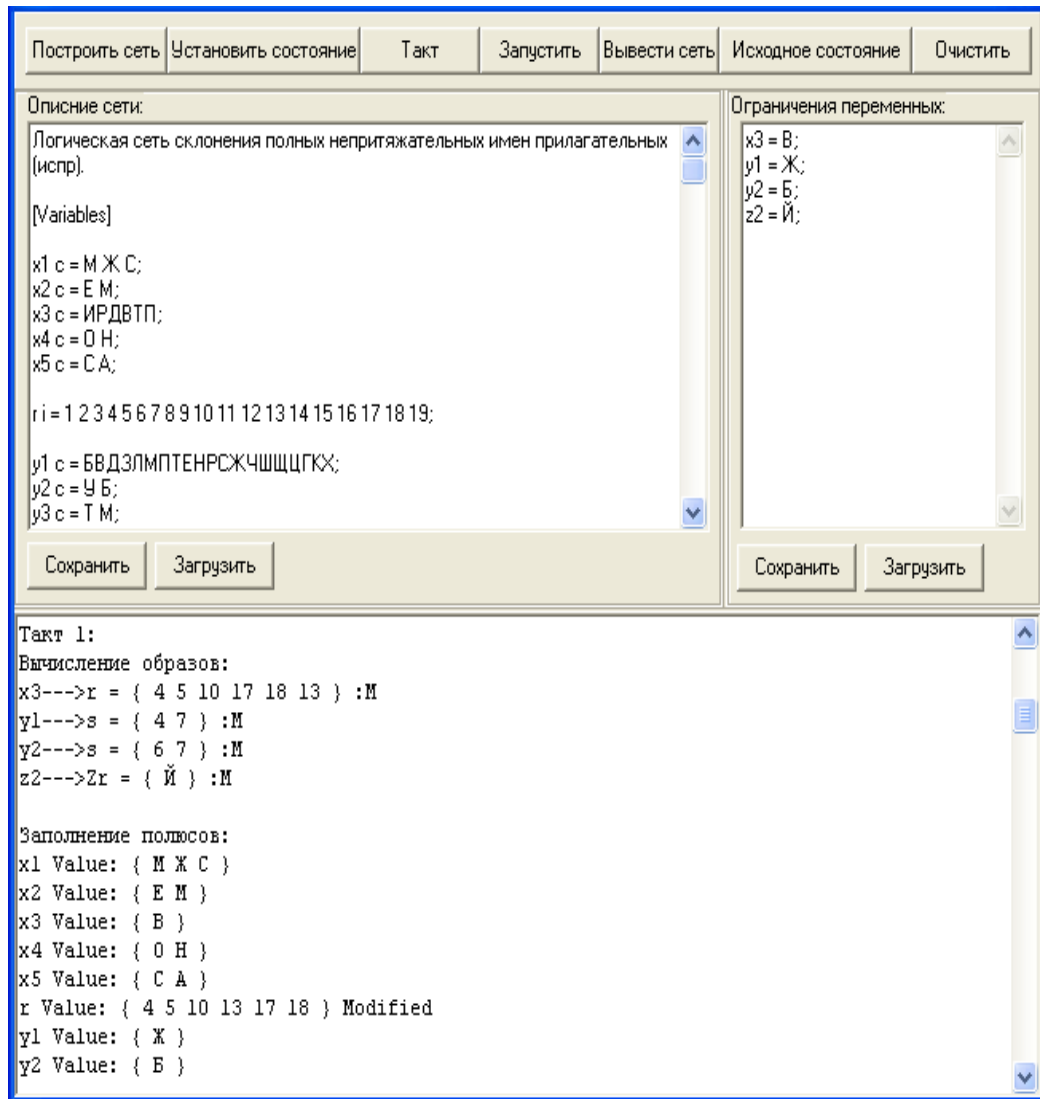 Построить сеть Установить состояние Такт Запустить Вывести сеть Исходное состояние Очистить
Описние сети:
Логическая сеть склонения полных непритяжательных имен прилагательных
(испр).
[Variables]
x1 c = М Ж С;
x2 c = Е М;
x3 c = ИРДВТП;
x4 c = О Н;
x5 c = С А;
r i = 1 2 3 4 5 6 7 8 9 10 11 12 13 14 15 16 17 18 19;
y1 c = БВДЗЛМПТЕНРСЖЧШЩЦГКХ;
y2 c = У Б;
y3 c = Т М;
Сохранить Загрузить
Ограничения переменных:
x3 = В;
y1 = Ж;
y2 = Б;
z2 = Й;
Сохранить Загрузить
Такт 1:
Вычисление образов:
x3--->r = { 4 5 10 17 18 13 } :M
y1--->s = { 4 7 } :M
y2--->s = { 6 7 } :M
z2--->Zr = { Й } :M
Заполнение полюсов:
x1 Value: { М Ж С }
x2 Value: { Е М }
x3 Value: { В }
x4 Value: { О Н }
x5 Value: { С А }
r Value: { 4 5 10 13 17 18 } Modified
y1 Value: { Ж }
y2 Value: { Б }